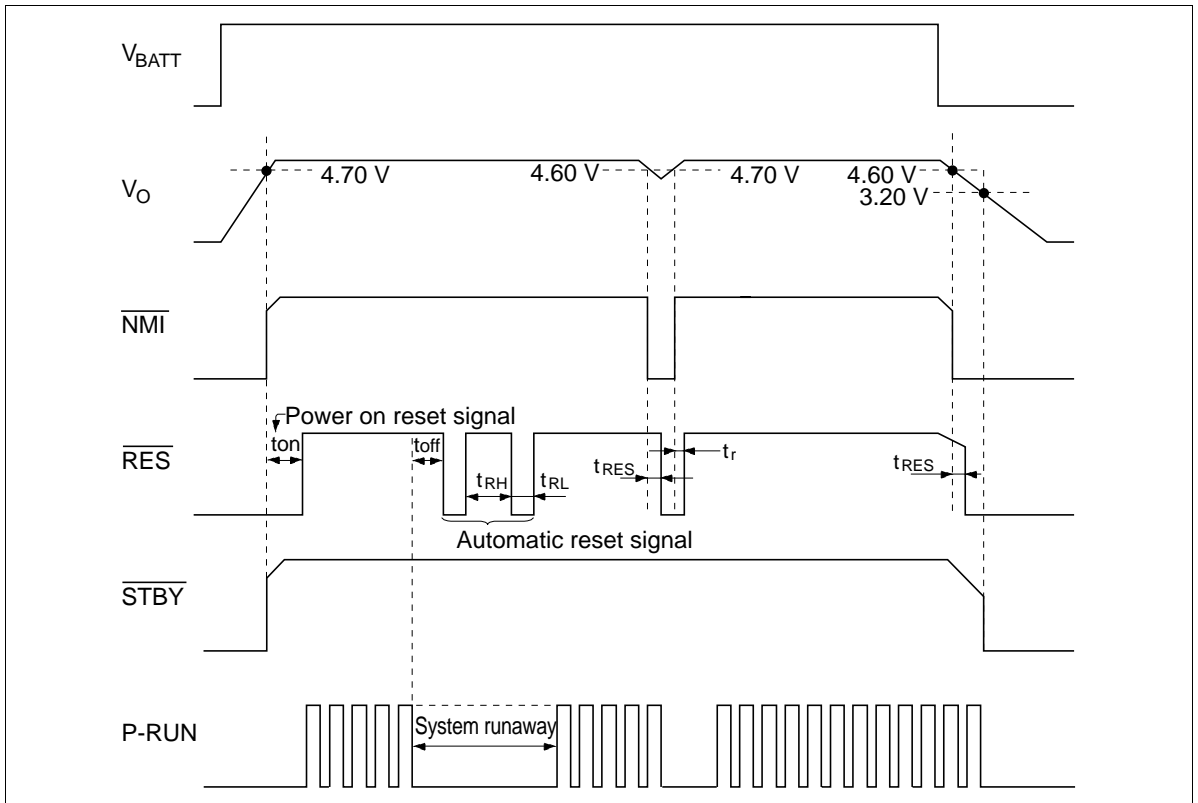 VBATT
VO
4.70 V
4.60 V
4.70 V
4.60 V
3.20 V
NMI
RES
Power on reset signal
ton
toff
tRH
tRL
tRES
tr
tRES
Automatic reset signal
STBY
P-RUN
System runaway